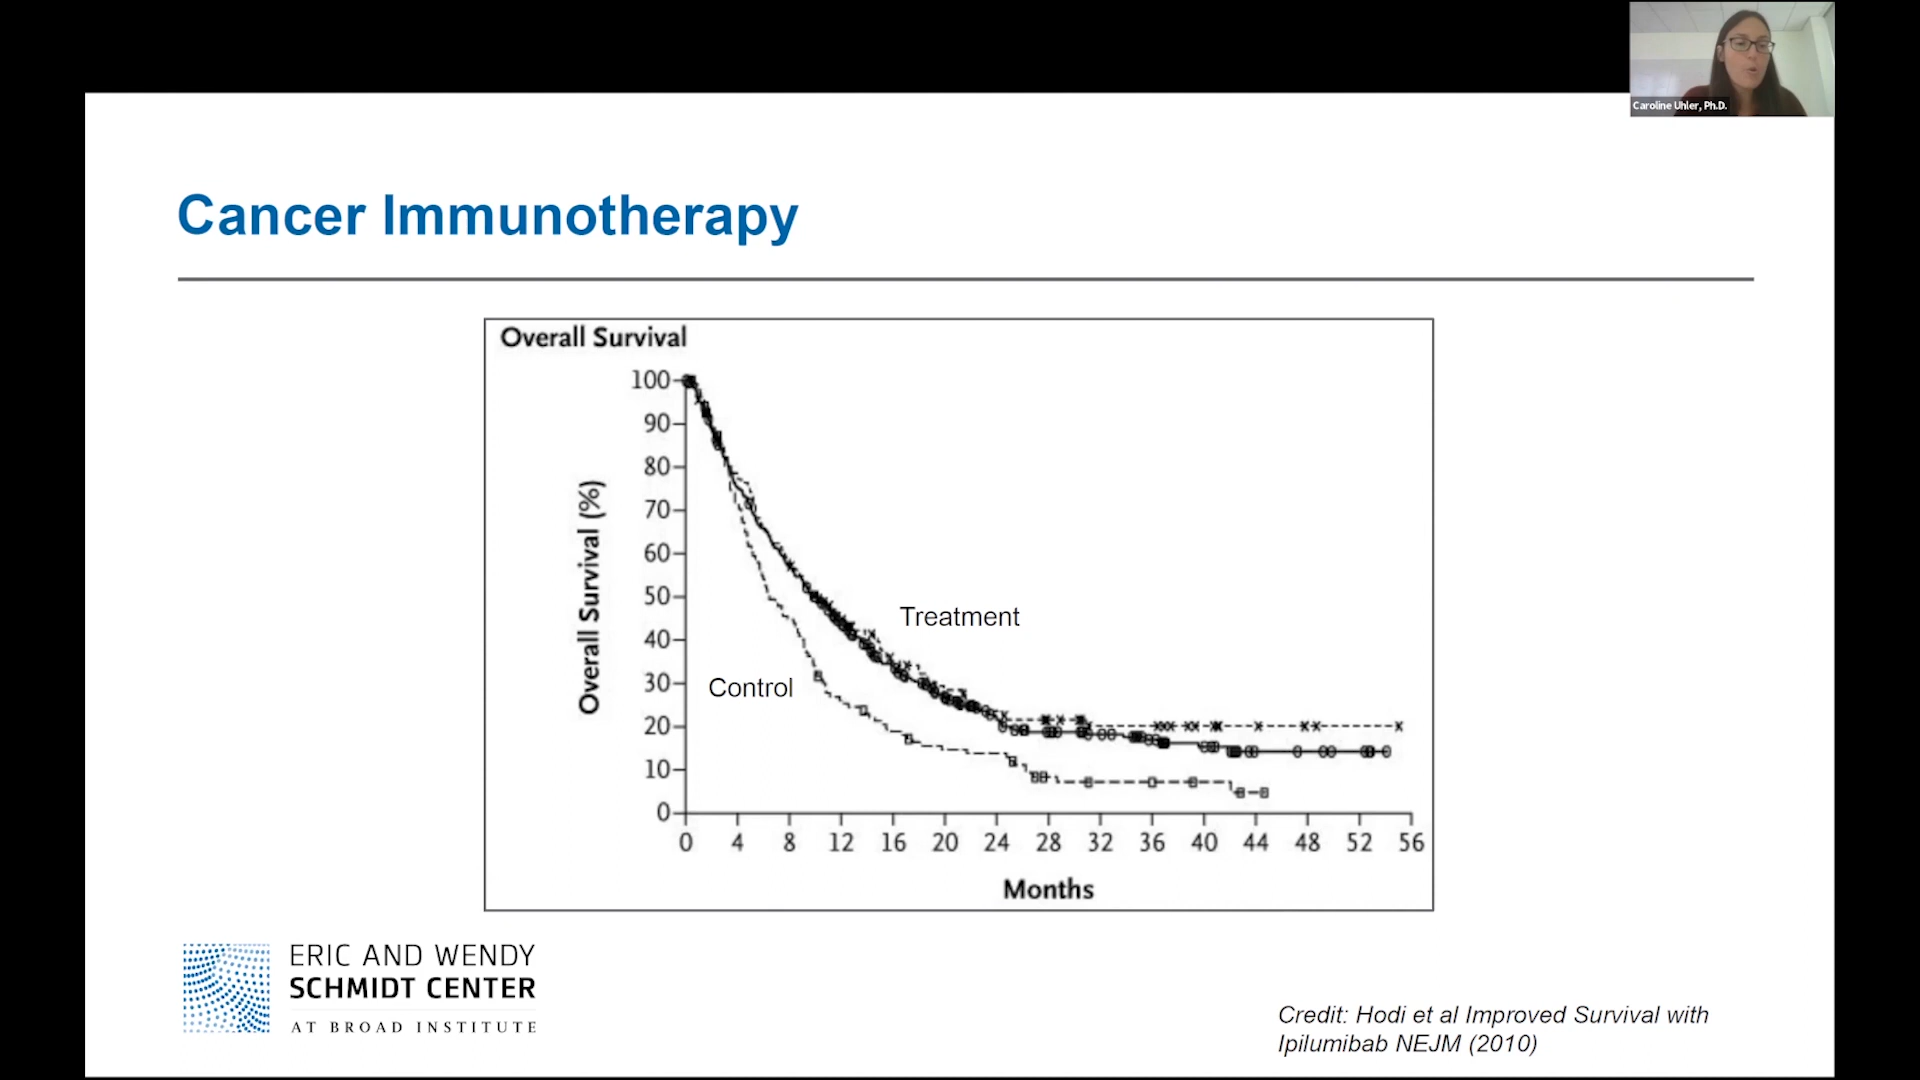 Caroline Uhler, Ph.D.
Cancer Immunotherapy
Overall Survival
Overall Survival (%)
100
90
80
70
60
50
40
30
20
10
0
Treatment
Control
0 4 8 12 16 20 24 28 32 36 40 44 48 52 56
Months
ERIC AND WENDY
SCHMIDT CENTER
AT BROAD INSTITUTE
Credit: Hodi et al Improved Survival with
Ipilumibab NEJM (2010)